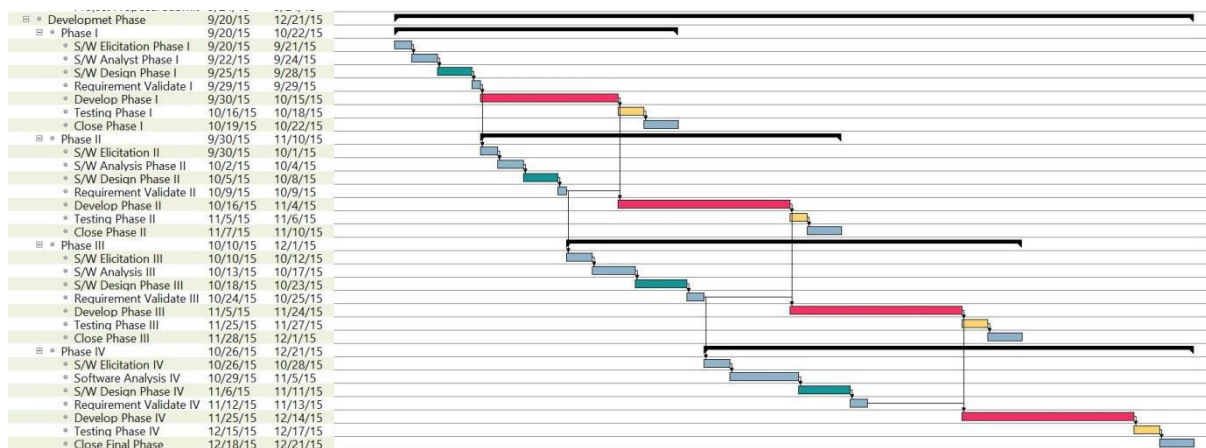 Developmet Phase 9/20/15 12/21/15
Phase I 9/20/15 10/22/15
S/W Elicitation Phase I 9/20/15 9/21/15
S/W Analyst Phase I 9/22/15 9/24/15
S/W Design Phase I 9/25/15 9/28/15
Requirement Validate I 9/29/15 9/29/15
Develop Phase I 9/30/15 10/15/15
Testing Phase I 10/16/15 10/18/15
Close Phase I 10/19/15 10/22/15
Phase II 9/30/15 11/10/15
S/W Elicitation II 9/30/15 10/1/15
S/W Analysis Phase II 10/2/15 10/4/15
S/W Design Phase II 10/5/15 10/8/15
Requirement Validate II 10/9/15 10/9/15
Develop Phase II 10/16/15 11/4/15
Testing Phase II 11/5/15 11/6/15
Close Phase II 11/7/15 11/10/15
Phase III 10/10/15 12/1/15
S/W Elicitation III 10/10/15 10/12/15
S/W Analysis III 10/13/15 10/17/15
S/W Design Phase III 10/18/15 10/23/15
Requirement Validate III 10/24/15 10/25/15
Develop Phase III 11/5/15 11/24/15
Testing Phase III 11/25/15 11/27/15
Close Phase III 11/28/15 12/1/15
Phase IV 10/26/15 12/21/15
S/W Elicitation IV 10/26/15 10/28/15
Software Analysis IV 10/29/15 11/5/15
S/W Design Phase IV 11/6/15 11/11/15
Requirement Validate IV 11/12/15 11/13/15
Develop Phase IV 11/25/15 12/14/15
Testing Phase IV 12/15/15 12/17/15
Close Final Phase 12/18/15 12/21/15